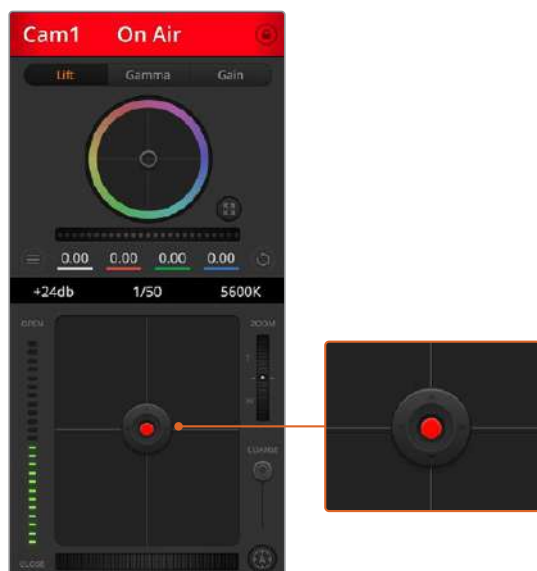 Cam1 On Air
Lift Gamma Gain
0.00 0.00 0.00 0.00
+24db 1/50 5600K
OPEN ZOOM
T
W
COARSE
CLOSE
A